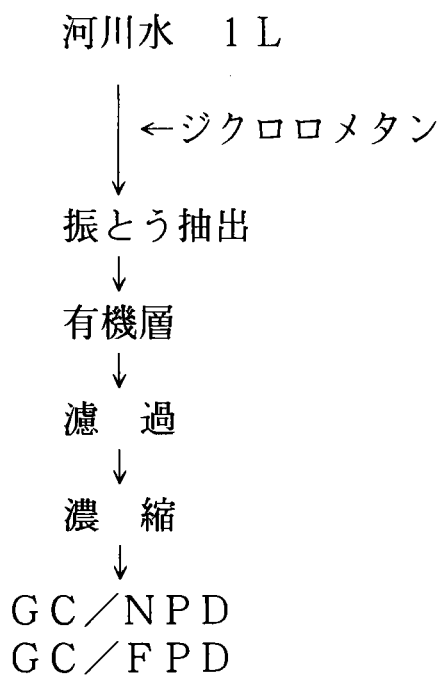 河川水　１Ｌ
←ジクロロメタン
振とう抽出
有機層
濾　過
濃　縮
ＧＣ／ＮＰＤ
ＧＣ／ＦＰＤ